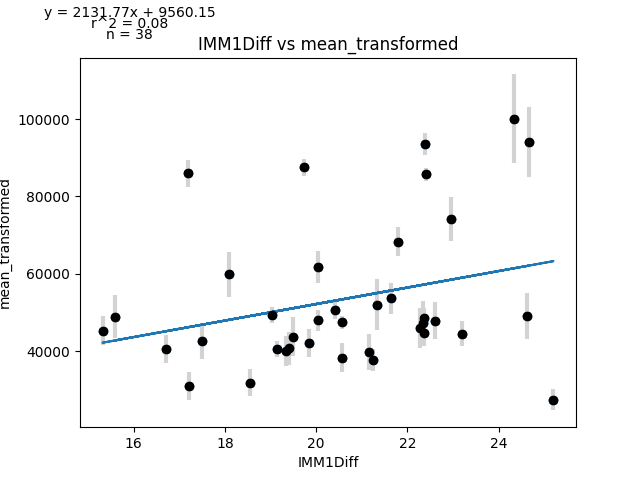 y = 2131.77x + 9560.15
r^2 = 0.08
n = 38
IMM1Diff vs mean_transformed
100000
80000
60000
40000
mean_transformed
16 18 20 22 24
IMM1Diff